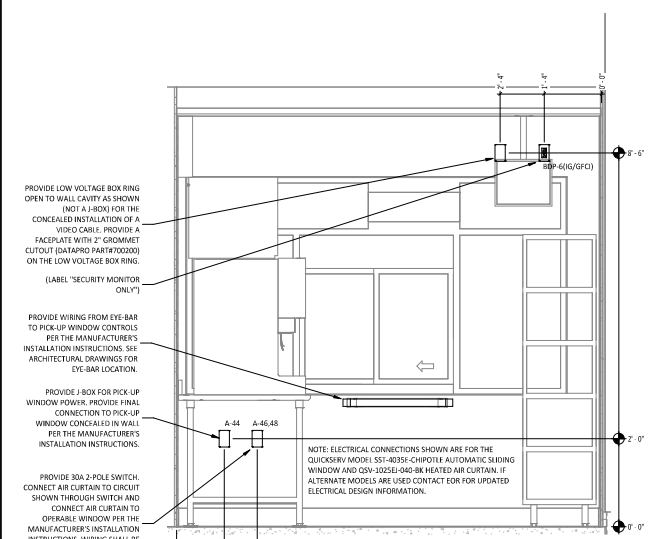 2' - 4"
1' - 4"
0' - 0"
8' - 6"
BDP-6(IG/GFCI)
PROVIDE LOW VOLTAGE BOX RING
OPEN TO WALL CAVITY AS SHOWN
(NOT A J-BOX) FOR THE
CONCEALED INSTALLATION OF A
VIDEO CABLE. PROVIDE A
FACEPLATE WITH 2" GROMMET
CUTOUT (DATAPRO PART#700200)
ON THE LOW VOLTAGE BOX RING.
(LABEL "SECURITY MONITOR
ONLY")
PROVIDE WIRING FROM EYE-BAR
TO PICK-UP WINDOW CONTROLS
PER THE MANUFACTURER'S
INSTALLATION INSTRUCTIONS. SEE
ARCHITECTURAL DRAWINGS FOR
EYE-BAR LOCATION.
PROVIDE J-BOX FOR PICK-UP
WINDOW POWER. PROVIDE FINAL
CONNECTION TO PICK-UP
WINDOW CONCEALED IN WALL
PER THE MANUFACTURER'S
INSTALLATION INSTRUCTIONS.
A-44
A-46,48
2' - 0"
NOTE: ELECTRICAL CONNECTIONS SHOWN ARE FOR THE
QUICKSERV MODEL SST-4035E-CHIPOTLE AUTOMATIC SLIDING
WINDOW AND QSV-1025EJ-040-BK HEATED AIR CURTAIN. IF
ALTERNATE MODELS ARE USED CONTACT EOR FOR UPDATED
ELECTRICAL DESIGN INFORMATION.
PROVIDE 30A 2-POLE SWITCH.
CONNECT AIR CURTAIN TO CIRCUIT
SHOWN THROUGH SWITCH AND
CONNECT AIR CURTAIN TO
OPERABLE WINDOW PER THE
MANUFACTURER'S INSTALLATION
INSTRUCTIONS. WIRING SHALL BE
0' - 0"